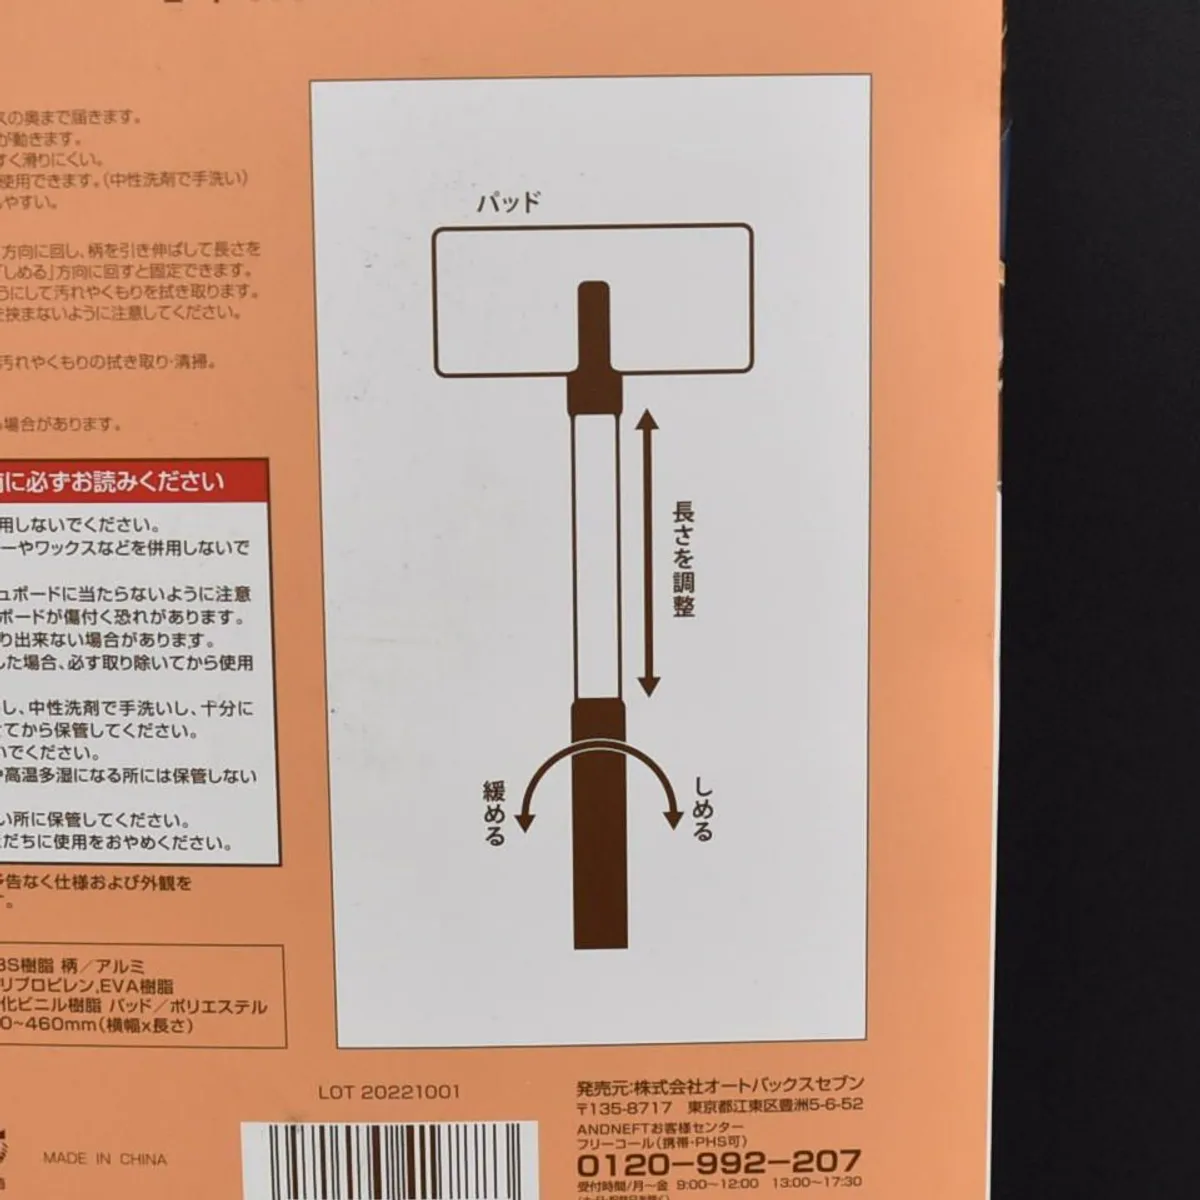 スの奥まで届きます。
が動きます。
すく滑りにくい。
使用できます。(中性洗剤で手洗い)
やすい。
方向に回し、柄を引き伸ばして長さを
「しめる」方向に回すと固定できます。
うにして汚れやくもりを拭き取ります。
を挟まないように注意してください。
汚れやくもりの拭き取り・清掃。
場合があります。
前に必ずお読みください
用しないでください。
ーやワックスなどを併用しないで
ュボードに当たらないように注意
ボードが傷付く恐れがあります。
り出来ない場合があります。
した場合、必ず取り除いてから使用
し、中性洗剤で手洗いし、十分に
てから保管してください。
いでください。
や高温多湿になる所には保管しない
い所に保管してください。
ただちに使用をおやめください。
予告なく仕様および外観を
す。
BS樹脂 柄/アルミ
リプロピレン,EVA樹脂
化ビニル樹脂 パッド/ポリエステル
0~460mm(横幅x長さ)
MADE IN CHINA
パッド
長さを調整
緩める
しめる
LOT 20221001
発売元:株式会社オートバックスセブン
〒135-8717 東京都江東区豊洲5-6-52
ANDNEFTお客様センター
フリーコール(携帯・PHS可)
0120-992-207
受付時間/月~金 9:00~12:00 13:00~17:30